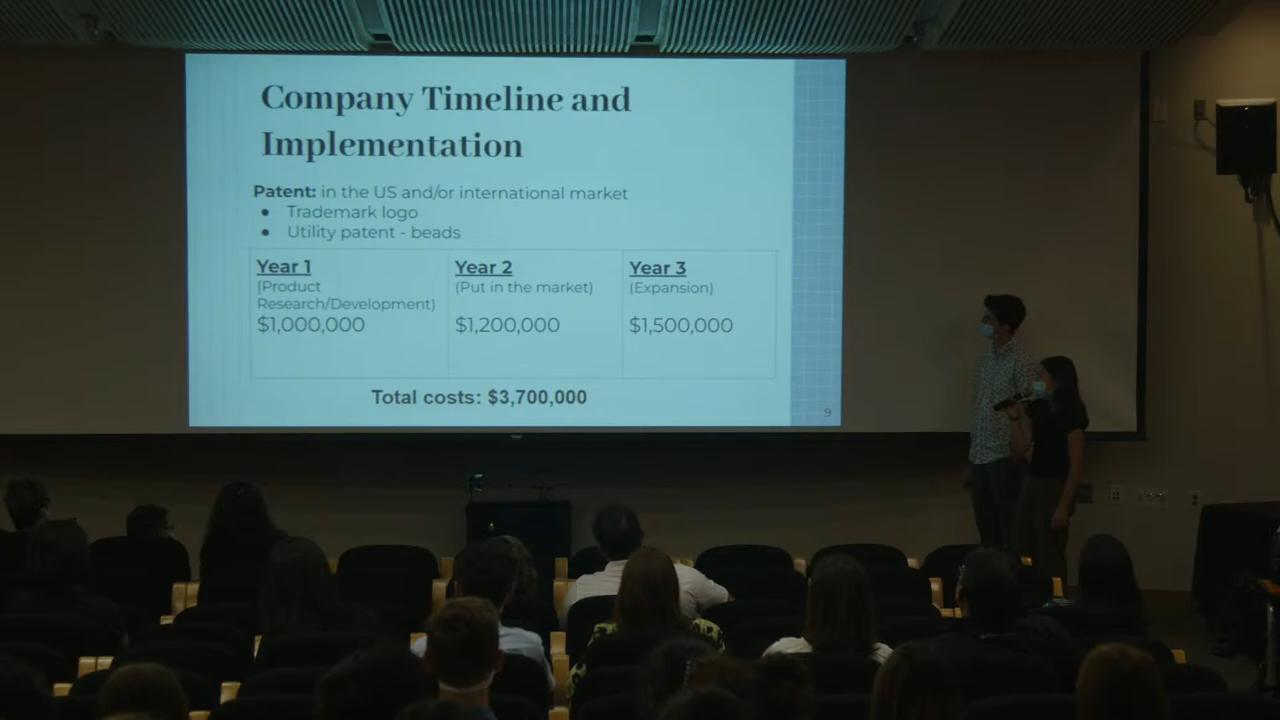 Company Timeline and
Implementation
Patent: in the US and/or international market
● Trademark logo
● Utility patent - beads
Year 1
(Product
Research/Development)
$1,000,000
Year 2
(Put in the market)
$1,200,000
Year 3
(Expansion)
$1,500,000
Total costs: $3,700,000
9